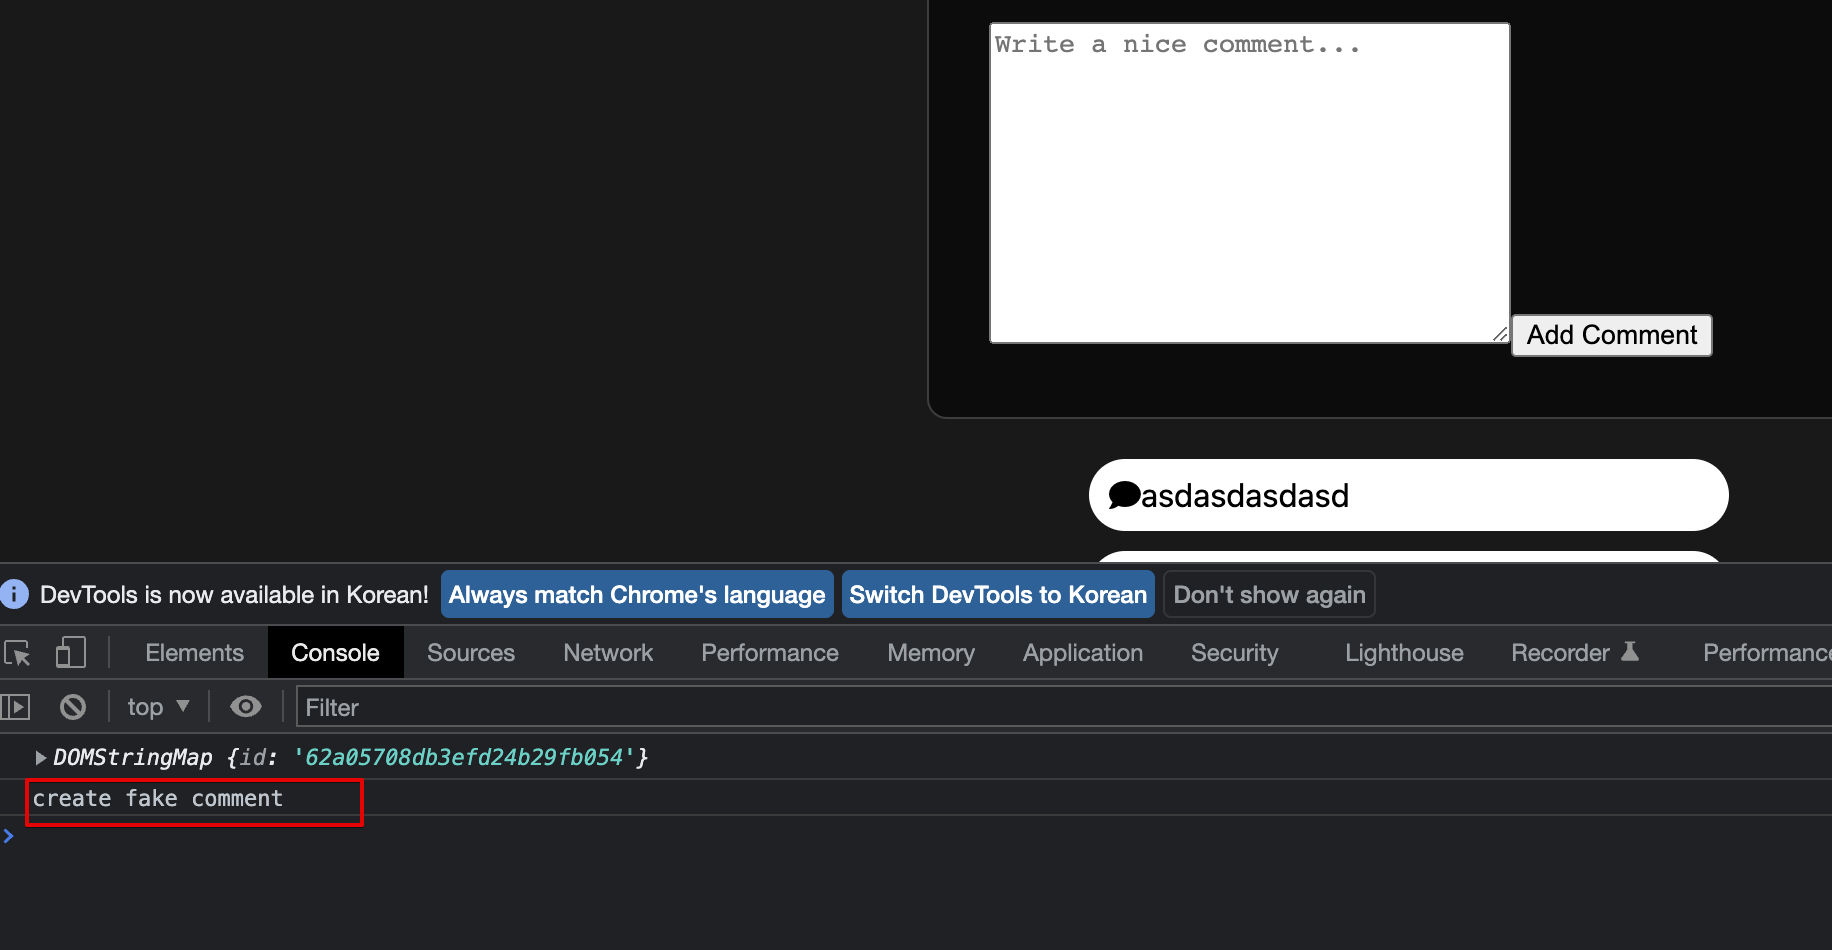 Write a nice comment...
Add Comment
asdasdasdasd
DevTools is now available in Korean! Always match Chrome's language Switch DevTools to Korean Don't show again
Elements Console Sources Network Performance Memory Application Security Lighthouse Recorder Performance
top Filter
DOMStringMap {id: '62a05708db3efd24b29fb054'}
create fake comment